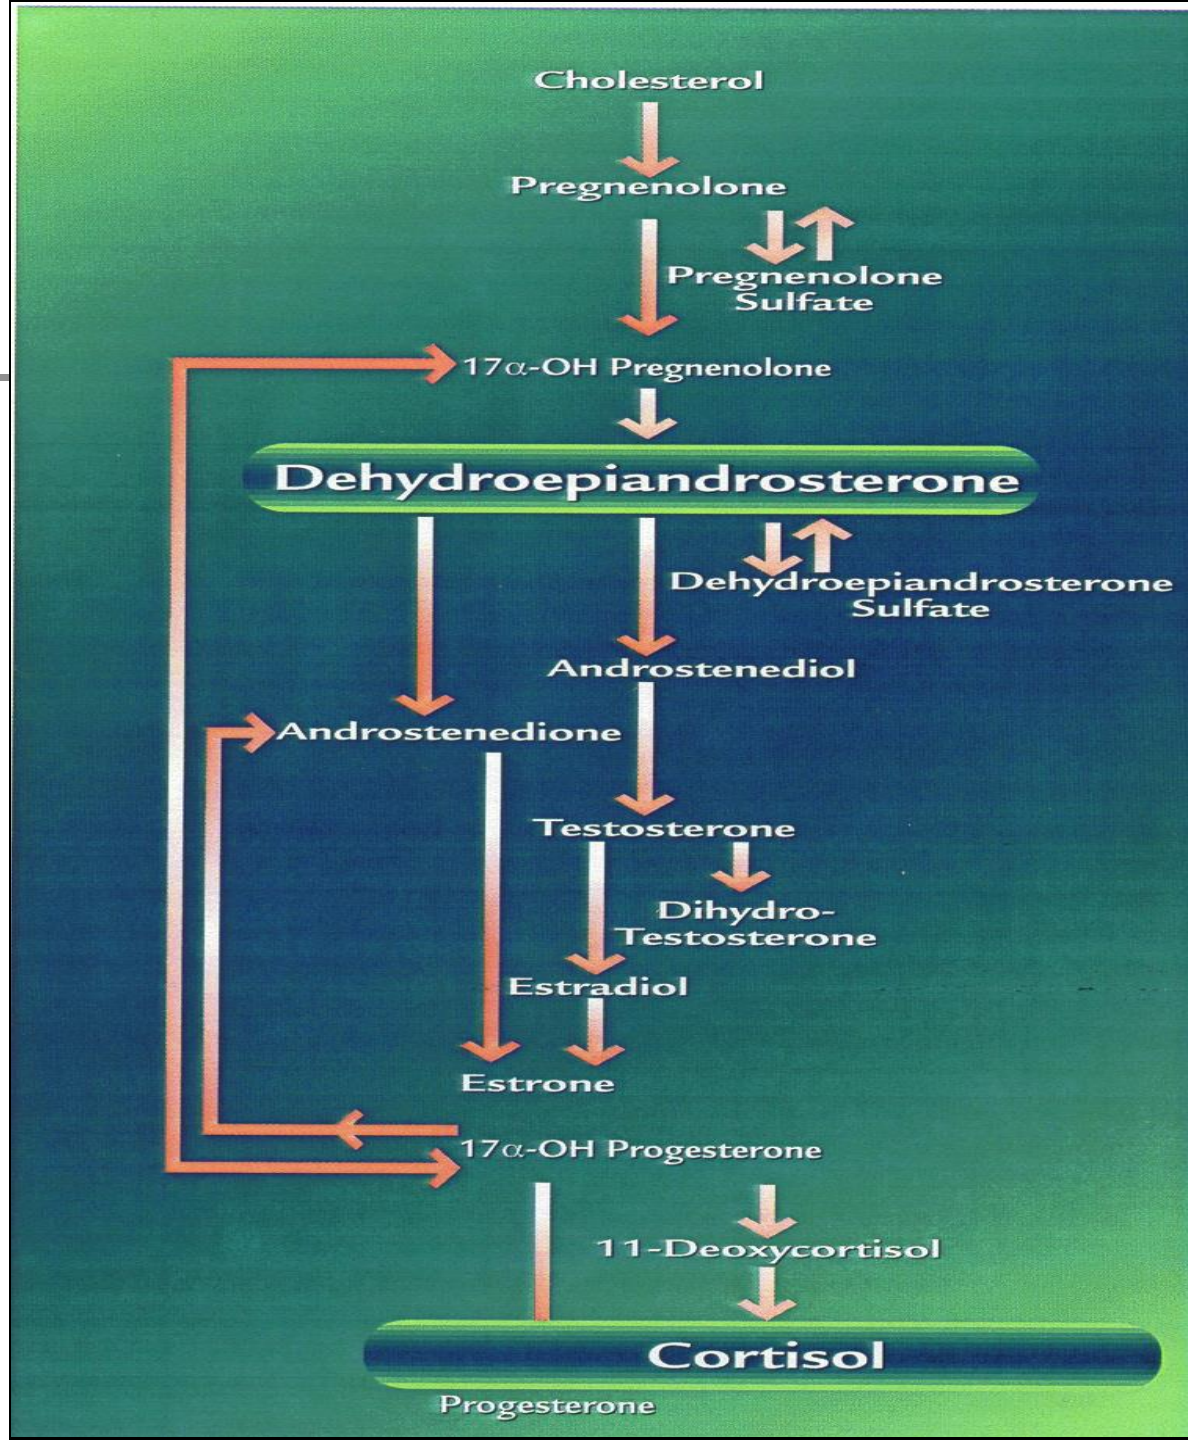 Cholesterol
Pregnenolone
Pregnenolone
Sulfate
17α-OH Pregnenolone
Dehydroepiandrosterone
Dehydroepiandrosterone
Sulfate
Androstenediol
Androstenedione
Testosterone
Dihydro-
Testosterone
Estradiol
Estrone
17α-OH Progesterone
11-Deoxycortisol
Cortisol
Progesterone